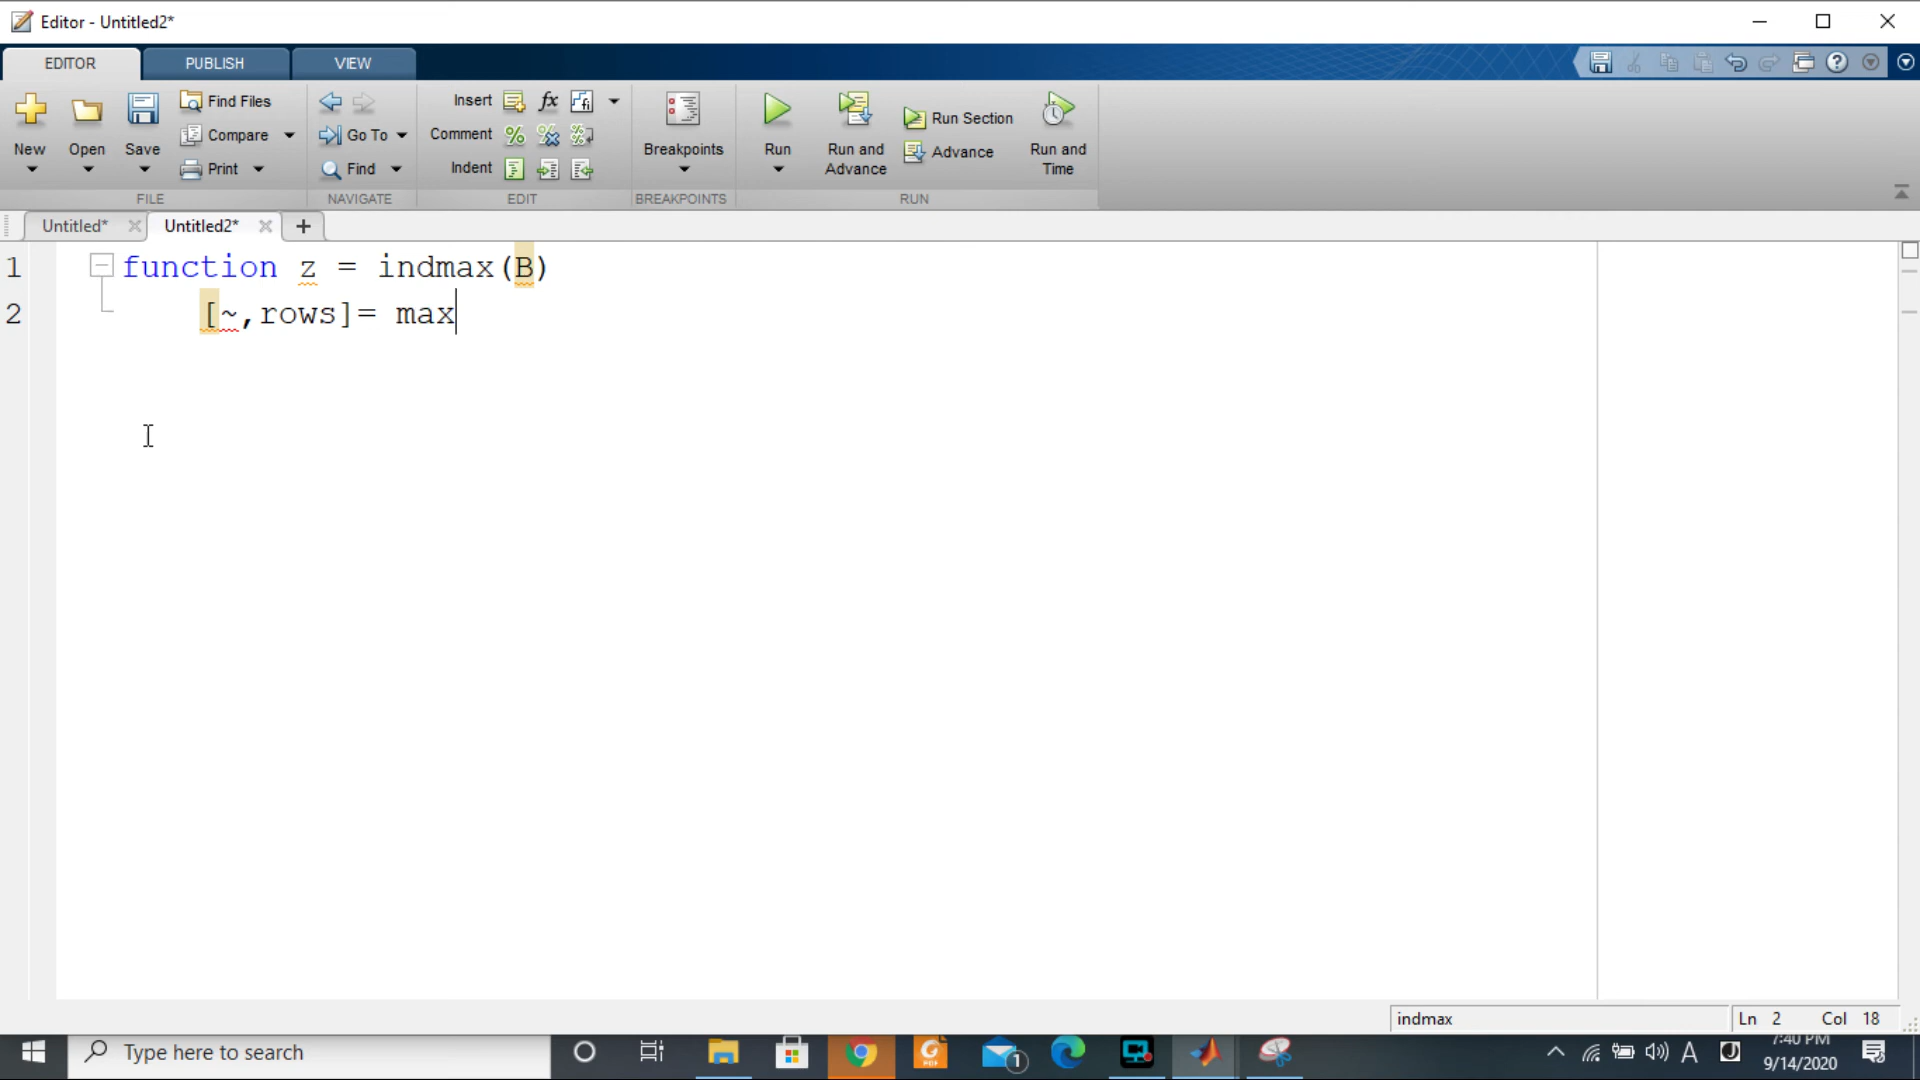 Editor - Untitled2*
EDITOR PUBLISH VIEW
New Open Save Find Files Compare Print
Go To Find
Insert fx Comment Indent
Breakpoints
Run Run and Advance Run Section Advance Run and Time
FILE NAVIGATE EDIT BREAKPOINTS RUN
Untitled* Untitled2*
1 function z = indmax(B)
2 [~,rows]= max
indmax Ln 2 Col 18
Type here to search
1
A
7:40 PM
9/14/2020